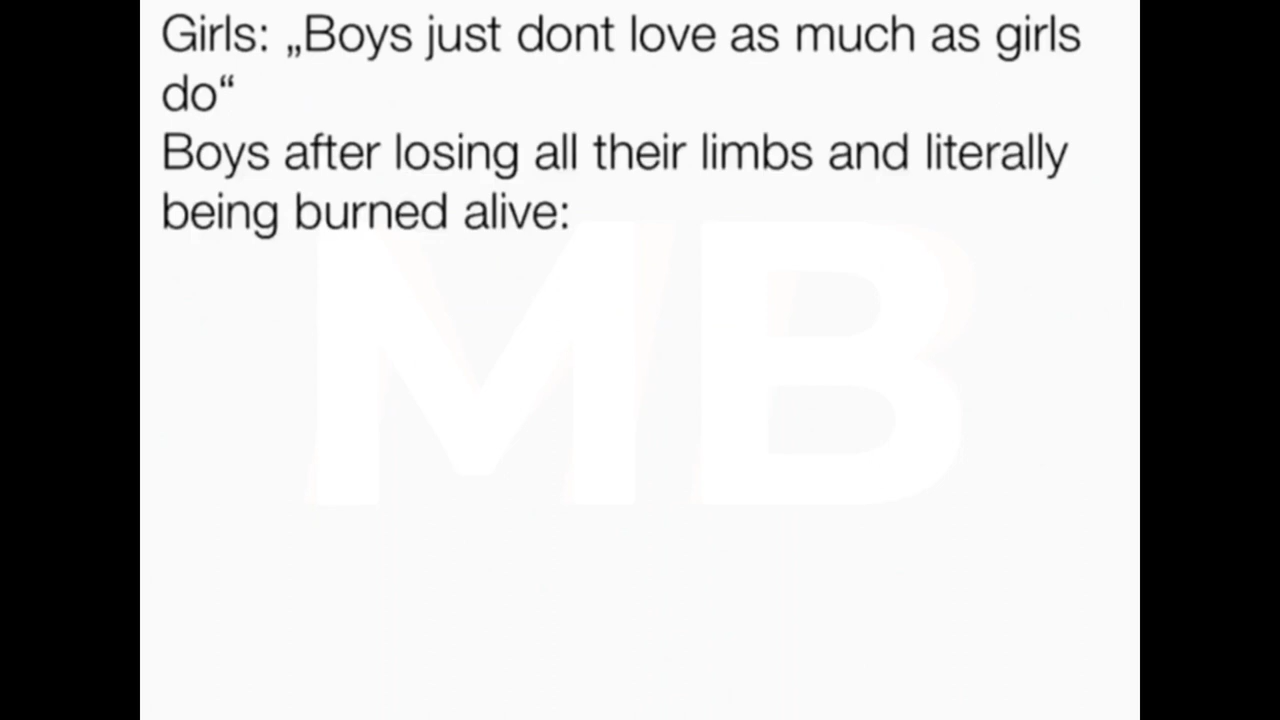 Girls: „Boys just dont love as much as girls
do“
Boys after losing all their limbs and literally
being burned alive:
MB